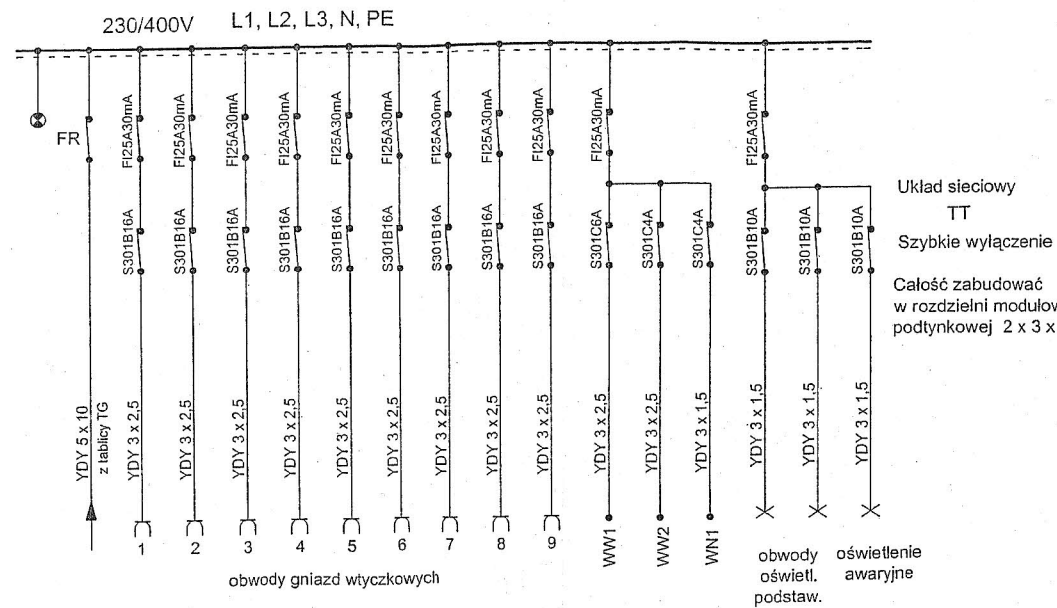 230/400V
L1, L2, L3, N, PE
FR
FI25A30mA
FI25A30mA
FI25A30mA
FI25A30mA
FI25A30mA
FI25A30mA
FI25A30mA
FI25A30mA
FI25A30mA
FI25A30mA
FI25A30mA
S301B16A
S301B16A
S301B16A
S301B16A
S301B16A
S301B16A
S301B16A
S301B16A
S301B16A
S301C6A
S301C4A
S301C4A
S301B10A
S301B10A
S301B10A
Układ sieciowy
TT
Szybkie wyłączenie
Całość zabudować
w rozdzielni modułow
podtynkowej 2 x 3 x
YDY 5 x 10
z tablicy TG
YDY 3 x 2,5
YDY 3 x 2,5
YDY 3 x 2,5
YDY 3 x 2,5
YDY 3 x 2,5
YDY 3 x 2,5
YDY 3 x 2,5
YDY 3 x 2,5
YDY 3 x 2,5
YDY 3 x 2,5
YDY 3 x 2,5
YDY 3 x 1,5
YDY 3 x 1,5
YDY 3 x 1,5
YDY 3 x 1,5
1
2
3
4
5
6
7
8
9
WW1
WW2
WN1
obwody gniazd wtyczkowych
obwody
oświetl.
podstaw.
oświetlenie
awaryjne